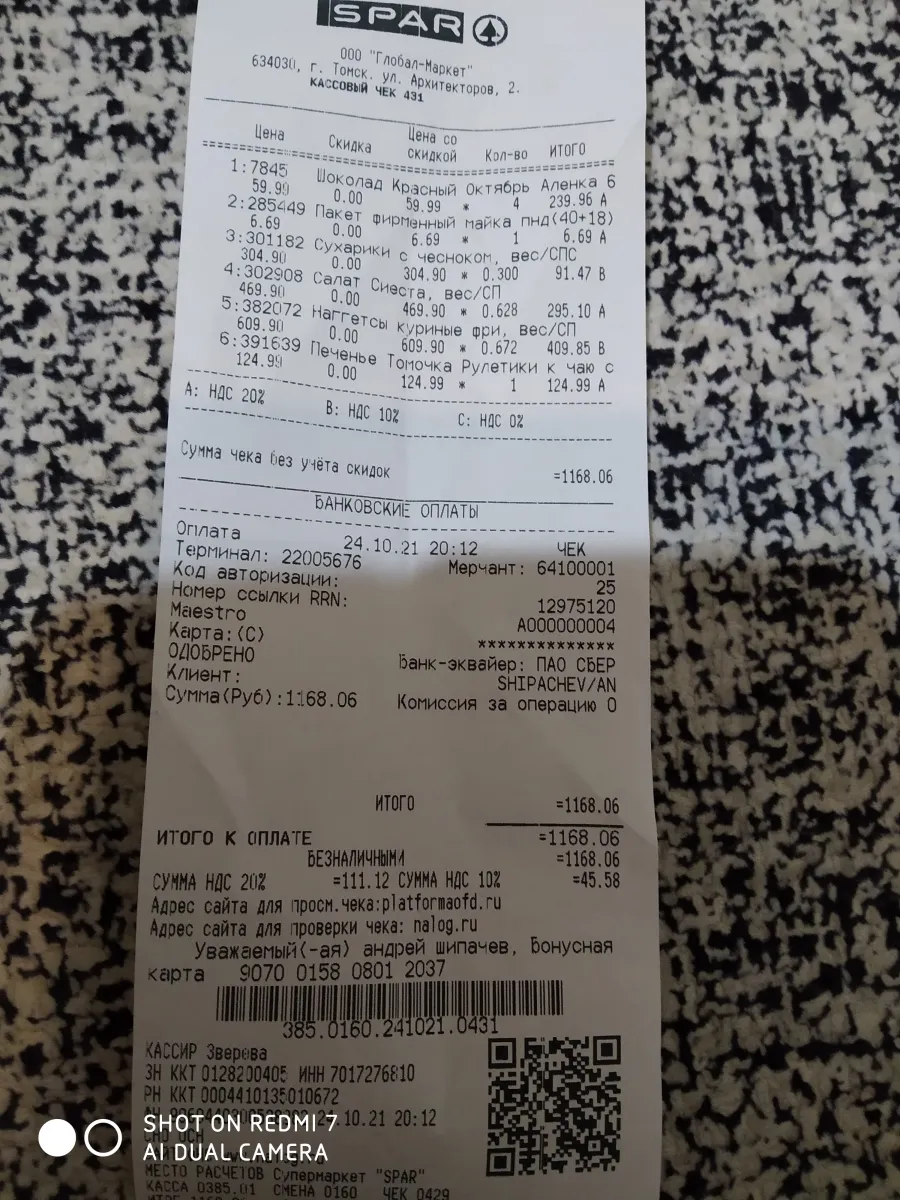 SPAR
ООО "Глобал-Маркет"
634030, г. Томск. ул. Архитекторов, 2.
КАССОВЫЙ ЧЕК 431
Цена Скидка Цена со скидкой Кол-во ИТОГО
1:7845 Шоколад Красный Октябрь Аленка 6
59.99 0.00 59.99 * 4 239.96 А
2:285449 Пакет фирменный майка пнд(40+18)
6.69 0.00 6.69 * 1 6.69 А
3:301182 Сухарики с чесноком, вес/СПС
304.90 0.00 304.90 * 0.300 91.47 В
4:302908 Салат Сиеста, вес/СП
469.90 0.00 469.90 * 0.628 295.10 А
5:382072 Наггетсы куриные фри, вес/СП
609.90 0.00 609.90 * 0.672 409.85 В
6:391639 Печенье Томочка Рулетики к чаю с
124.99 0.00 124.99 * 1 124.99 А
А: НДС 20% В: НДС 10% С: НДС 0%
Сумма чека без учёта скидок =1168.06
БАНКОВСКИЕ ОПЛАТЫ
Оплата 24.10.21 20:12 ЧЕК
Терминал: 22005676 Мерчант: 64100001
Код авторизации: 25
Номер ссылки RRN: 12975120
Maestro A000000004
Карта:(C) **************
ОДОБРЕНО Банк-эквайер: ПАО СБЕР
Клиент: SHIPACHEV/AN
Сумма(Руб):1168.06 Комиссия за операцию 0
ИТОГО =1168.06
ИТОГО К ОПЛАТЕ =1168.06
БЕЗНАЛИЧНЫМИ =1168.06
СУММА НДС 20% =111.12 СУММА НДС 10% =45.58
Адрес сайта для просм.чека:platformaofd.ru
Адрес сайта для проверки чека: nalog.ru
Уважаемый(-ая) андрей шипачев, Бонусная
карта 9070 0158 0801 2037
385.0160.241021.0431
КАССИР Зверева
ЗН ККТ 0128200405 ИНН 7017276810
РН ККТ 0004410135010672
24.10.21 20:12
SHOT ON REDMI 7
AI DUAL CAMERA
МЕСТО РАСЧЕТОВ Супермаркет "SPAR"
КАССА 0385.01 СМЕНА 0160 ЧЕК 0429